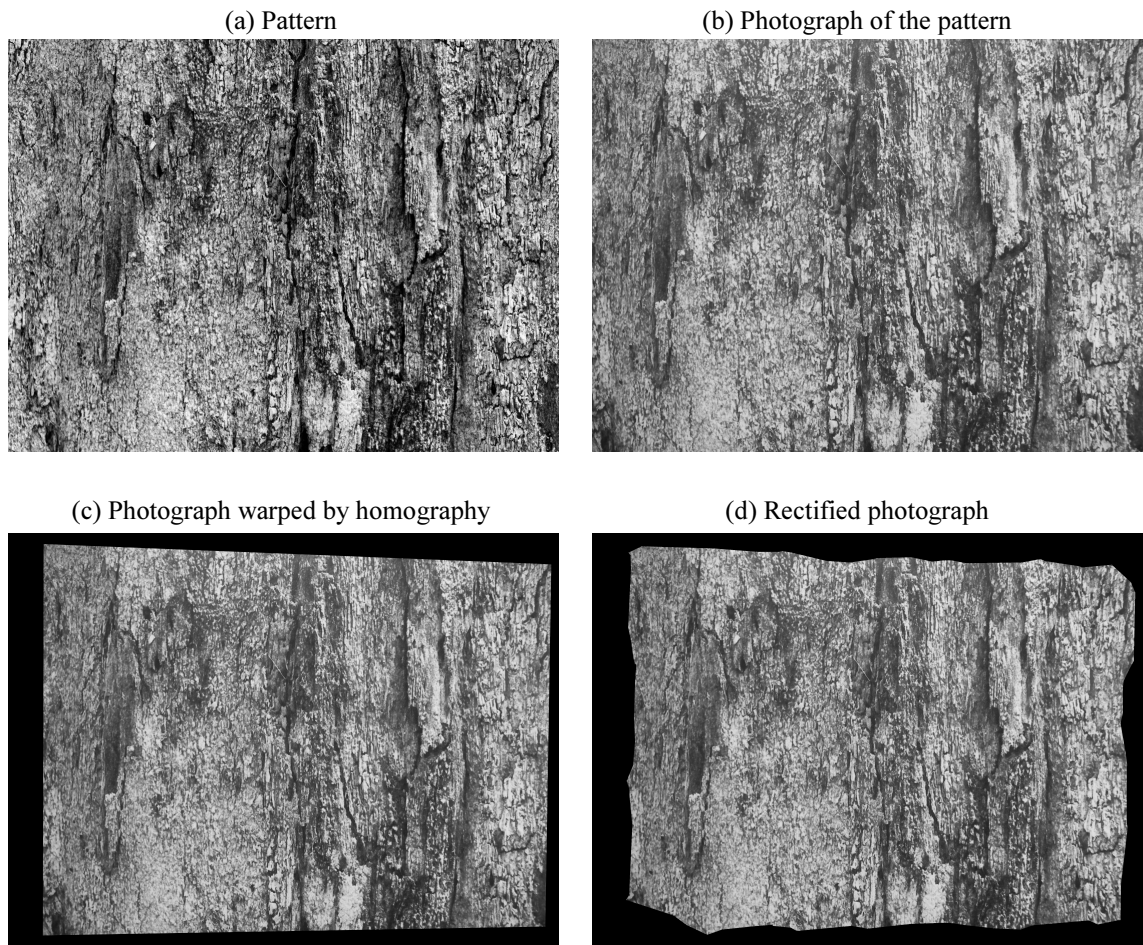 (a) Pattern
(b) Photograph of the pattern
(c) Photograph warped by homography
(d) Rectified photograph